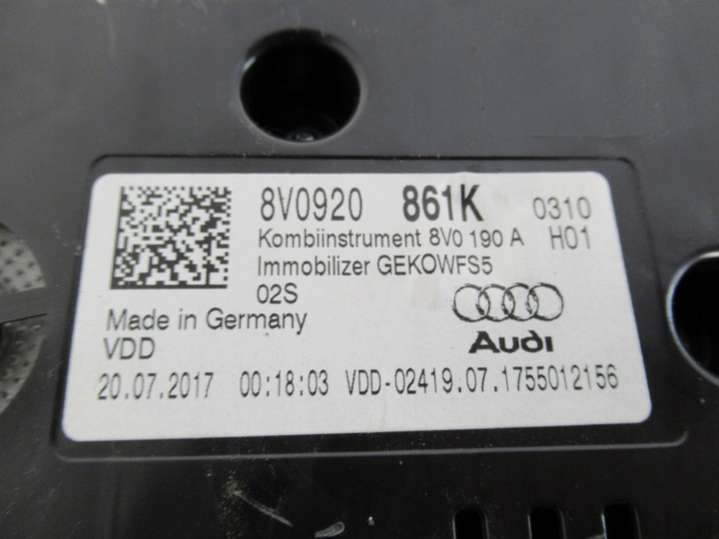 8V0920 861K 0310
Kombiinstrument 8V0 190 A H01
Immobilizer GEKOWFS5
02S
Made in Germany
Audi
VDD
20.07.2017 00:18:03 VDD-02419.07.1755012156